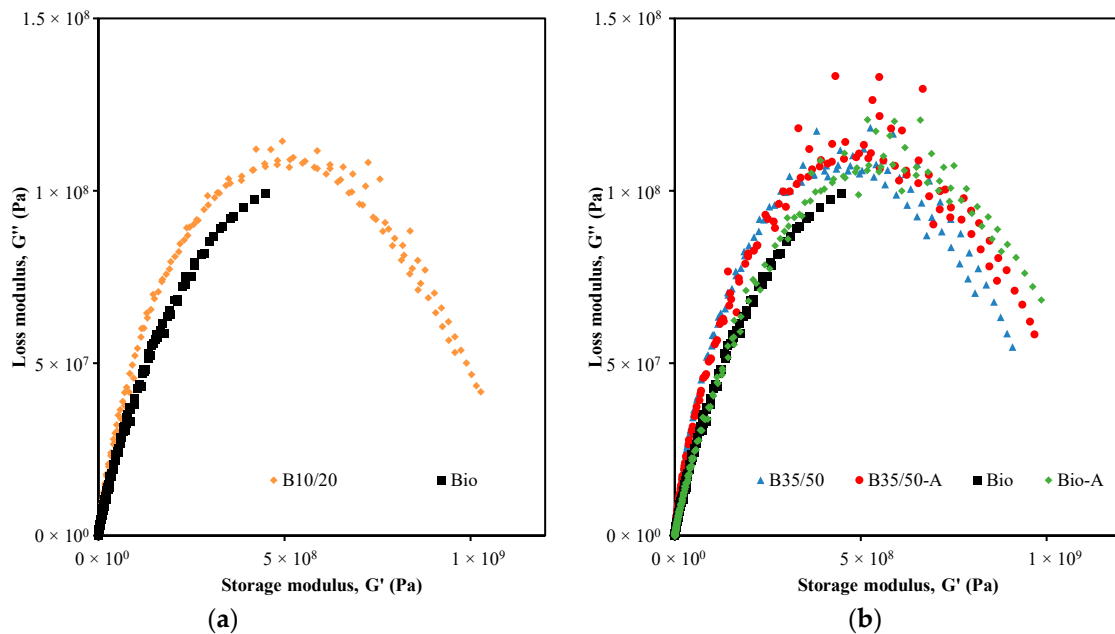 1.5 × 10⁸
1 × 10⁸
5 × 10⁷
0 × 10⁰
Loss modulus, G" (Pa)
B10/20
Bio
0 × 10⁰
5 × 10⁸
1 × 10⁹
Storage modulus, G' (Pa)
(a)
1.5 × 10⁸
1 × 10⁸
5 × 10⁷
0 × 10⁰
Loss modulus, G" (Pa)
B35/50
B35/50-A
Bio
Bio-A
0 × 10⁰
5 × 10⁸
1 × 10⁹
Storage modulus, G' (Pa)
(b)